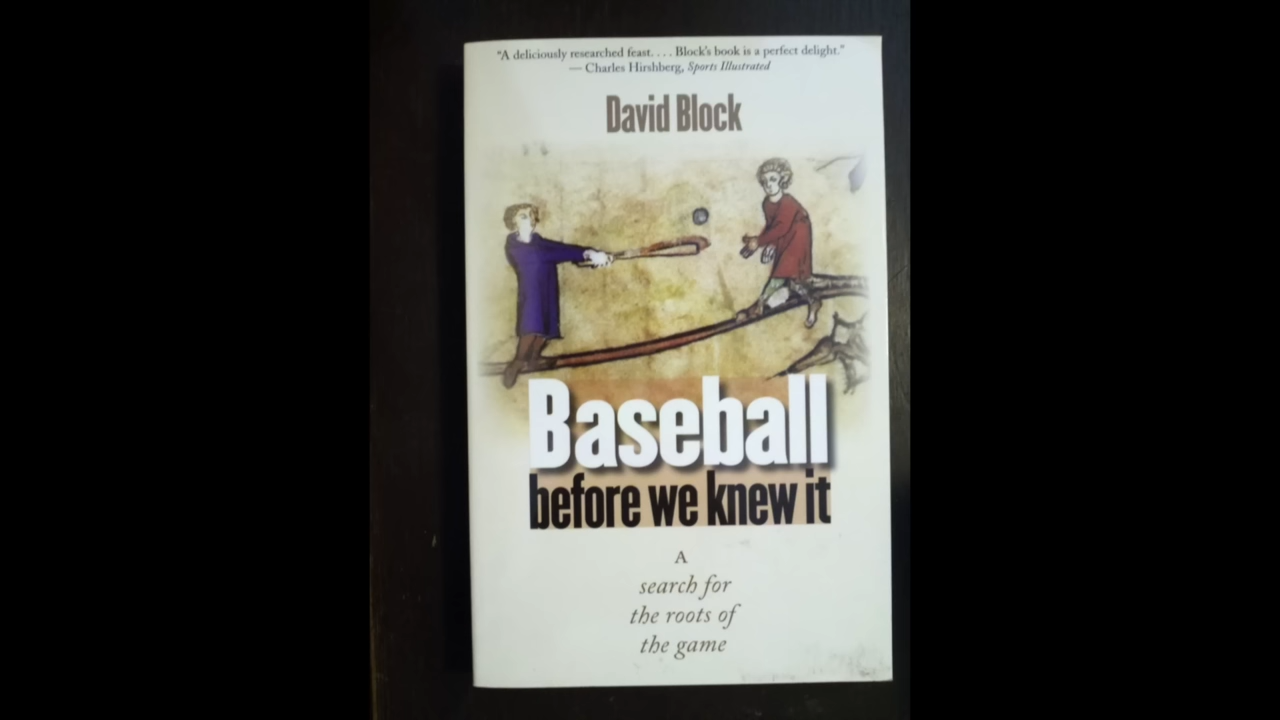 “A deliciously researched feast. . . . Block’s book is a perfect delight.”
— Charles Hirshberg, Sports Illustrated
David Block
Baseball
before we knew it
A
search for
the roots of
the game